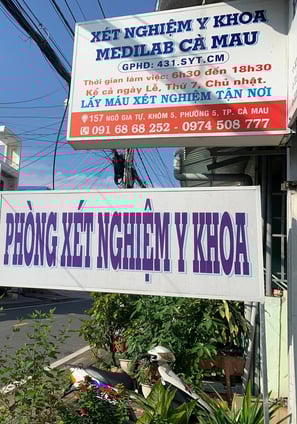 XÉT NGHIỆM Y KHOA
MEDILAB CÀ MAU
GPHĐ: 431.SYT.CM
Thời gian làm việc: 6h30 đến 18h30
Kể cả ngày Lễ, Thứ 7, Chủ nhật.
LẤY MẪU XÉT NGHIỆM TẬN NƠI
157 NGÔ GIA TỰ, KHÓM 5, PHƯỜNG 5, TP. CÀ MAU
091 68 68 252 - 0974 508 777
PHÒNG XÉT NGHIỆM Y KHOA